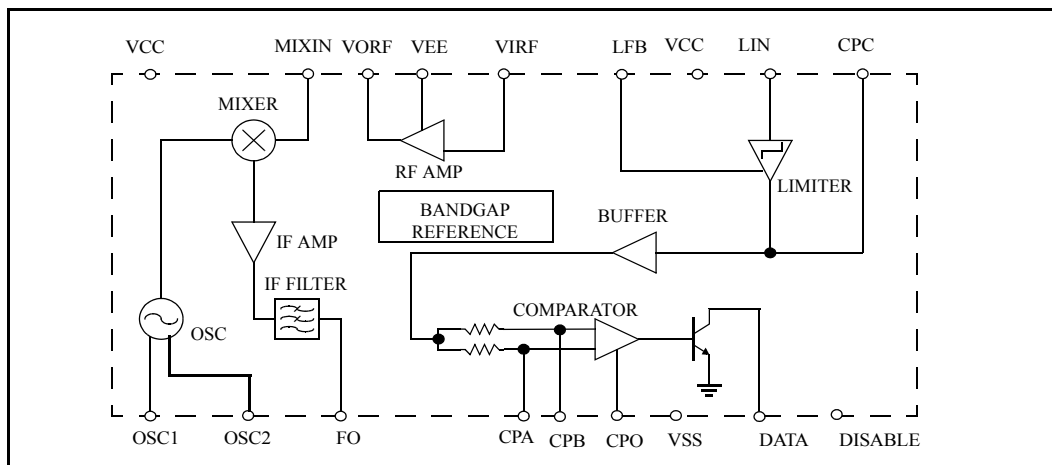 VCC MIXIN VORF VEE VIRF LFB VCC LIN CPC
MIXER
RF AMP
LIMITER
BANDGAP
REFERENCE
BUFFER
IF AMP
IF FILTER
COMPARATOR
OSC
OSC1 OSC2 FO CPA CPB CPO VSS DATA DISABLE